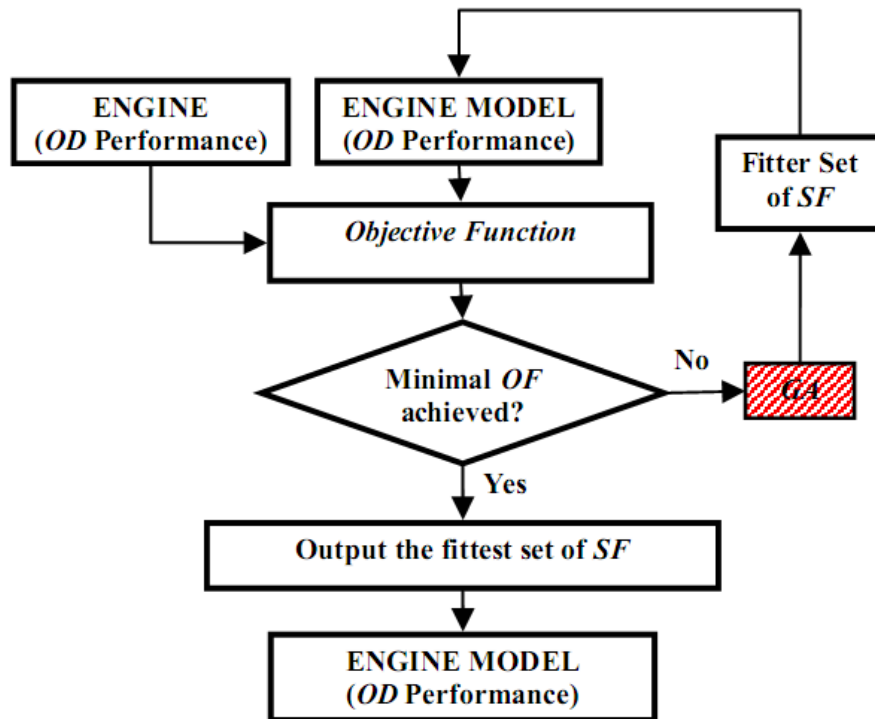 ENGINE
(OD Performance)
ENGINE MODEL
(OD Performance)
Fitter Set
of SF
Objective Function
Minimal OF
achieved?
No
GA
Yes
Output the fittest set of SF
ENGINE MODEL
(OD Performance)